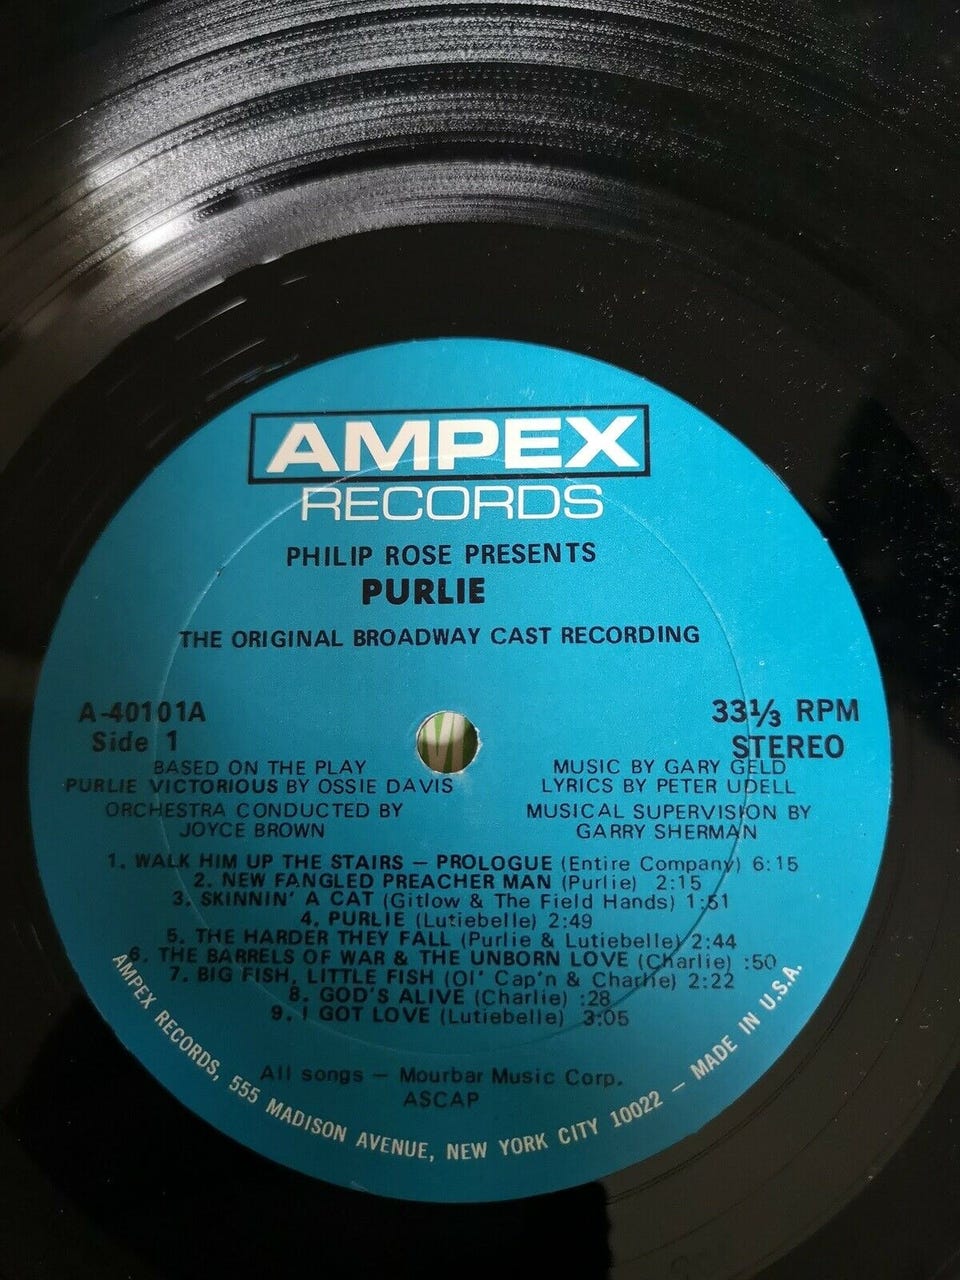 AMPEX
RECORDS
PHILIP ROSE PRESENTS
PURLIE
THE ORIGINAL BROADWAY CAST RECORDING
A-40101A
Side 1
33⅓ RPM
STEREO
BASED ON THE PLAY
PURLIE VICTORIOUS BY OSSIE DAVIS
ORCHESTRA CONDUCTED BY
JOYCE BROWN
MUSIC BY GARY GELD
LYRICS BY PETER UDELL
MUSICAL SUPERVISION BY
GARRY SHERMAN
1. WALK HIM UP THE STAIRS – PROLOGUE (Entire Company) 6:15
2. NEW FANGLED PREACHER MAN (Purlie) 2:15
3. SKINNIN' A CAT (Gitlow & The Field Hands) 1:51
4. PURLIE (Lutiebelle) 2:49
5. THE HARDER THEY FALL (Purlie & Lutiebelle) 2:44
6. THE BARRELS OF WAR & THE UNBORN LOVE (Charlie) :50
7. BIG FISH, LITTLE FISH (Ol' Cap'n & Charlie) 2:22
8. GOD'S ALIVE (Charlie) :28
9. I GOT LOVE (Lutiebelle) 3:05
All songs – Mourbar Music Corp.
ASCAP
AMPEX RECORDS, 555 MADISON AVENUE, NEW YORK CITY 10022 – MADE IN U.S.A.